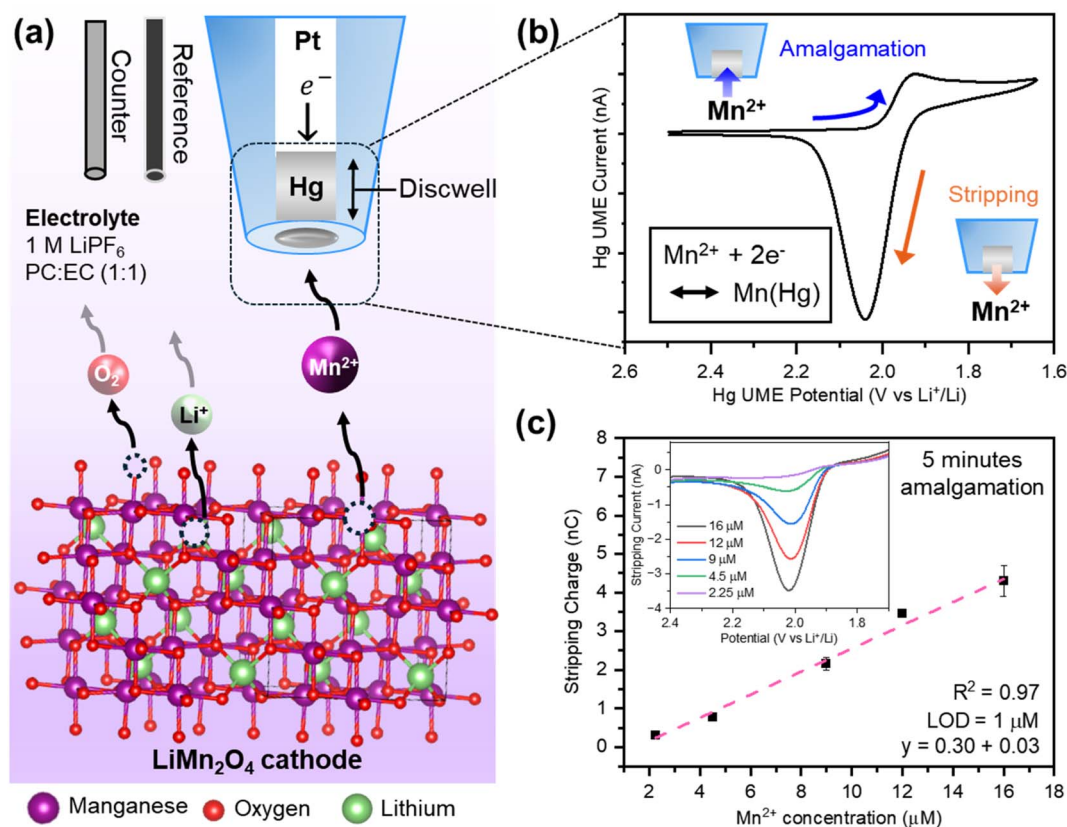 (a)
Counter
Reference
Pt
e⁻
Hg
Discwell
Electrolyte
1 M LiPF₆
PC:EC (1:1)
O₂
Li⁺
Mn²⁺
LiMn₂O₄ cathode
Manganese
Oxygen
Lithium
(b)
Hg UME Current (nA)
Amalgamation
Mn²⁺
Stripping
Mn²⁺
Mn²⁺ + 2e⁻
Mn(Hg)
2.6 2.4 2.2 2.0 1.8 1.6
Hg UME Potential (V vs Li⁺/Li)
(c)
Stripping Charge (nC)
8
7
6
5
4
3
2
1
0
5 minutes
amalgamation
Stripping Current (nA)
0
−1
−2
−3
−4
16 μM
12 μM
9 μM
4.5 μM
2.25 μM
2.4 2.2 2.0 1.8
Potential (V vs Li⁺/Li)
R² = 0.97
LOD = 1 μM
y = 0.30 + 0.03
2 4 6 8 10 12 14 16 18
Mn²⁺ concentration (μM)